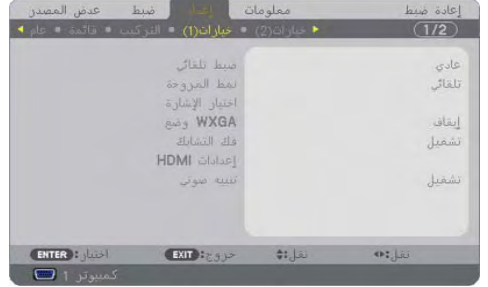 إعادة ضبط معلومات إعداد ضبط عدض المصدر
(1/2) خيارات(2) خيارات(1) التركيب قائمة عام
ضبط تلقائي عادي
نمط المروحة تلقائي
اختيار الإشارة
وضع WXGA إيقاف
فك التشابك تشغيل
إعدادات HDMI
تنبيه صوتي تشغيل
ENTER :اختيار EXIT :خروج نقل: نقل:
كمبيوتر 1